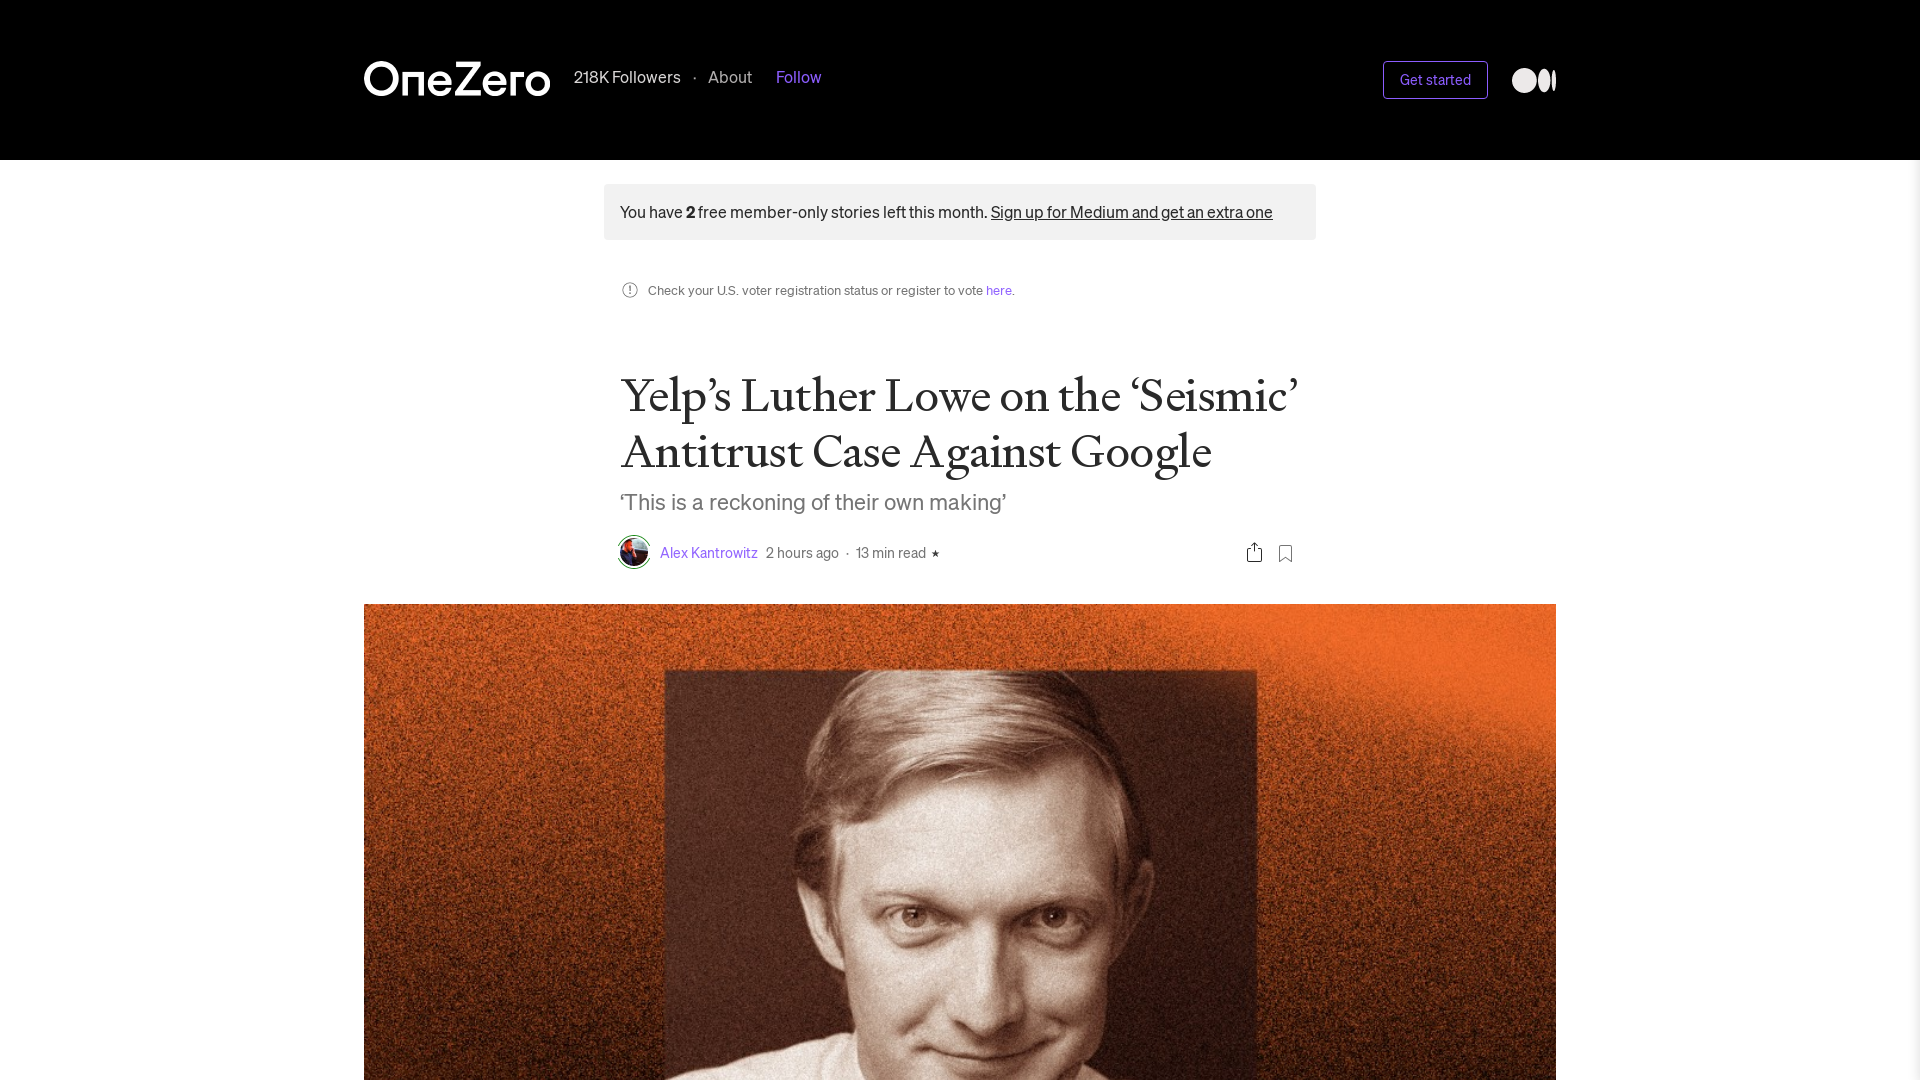 OneZero
218K Followers · About Follow
Get started
You have 2 free member-only stories left this month. Sign up for Medium and get an extra one
Check your U.S. voter registration status or register to vote here.
Yelp’s Luther Lowe on the ‘Seismic’
Antitrust Case Against Google
‘This is a reckoning of their own making’
Alex Kantrowitz 2 hours ago · 13 min read ★